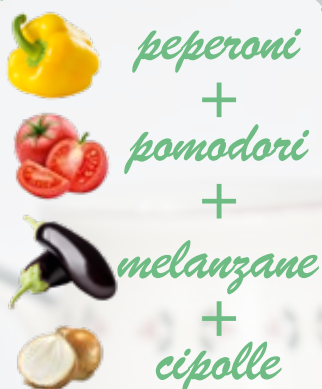 peperoni
+
pomodori
+
melanzane
+
cipolle